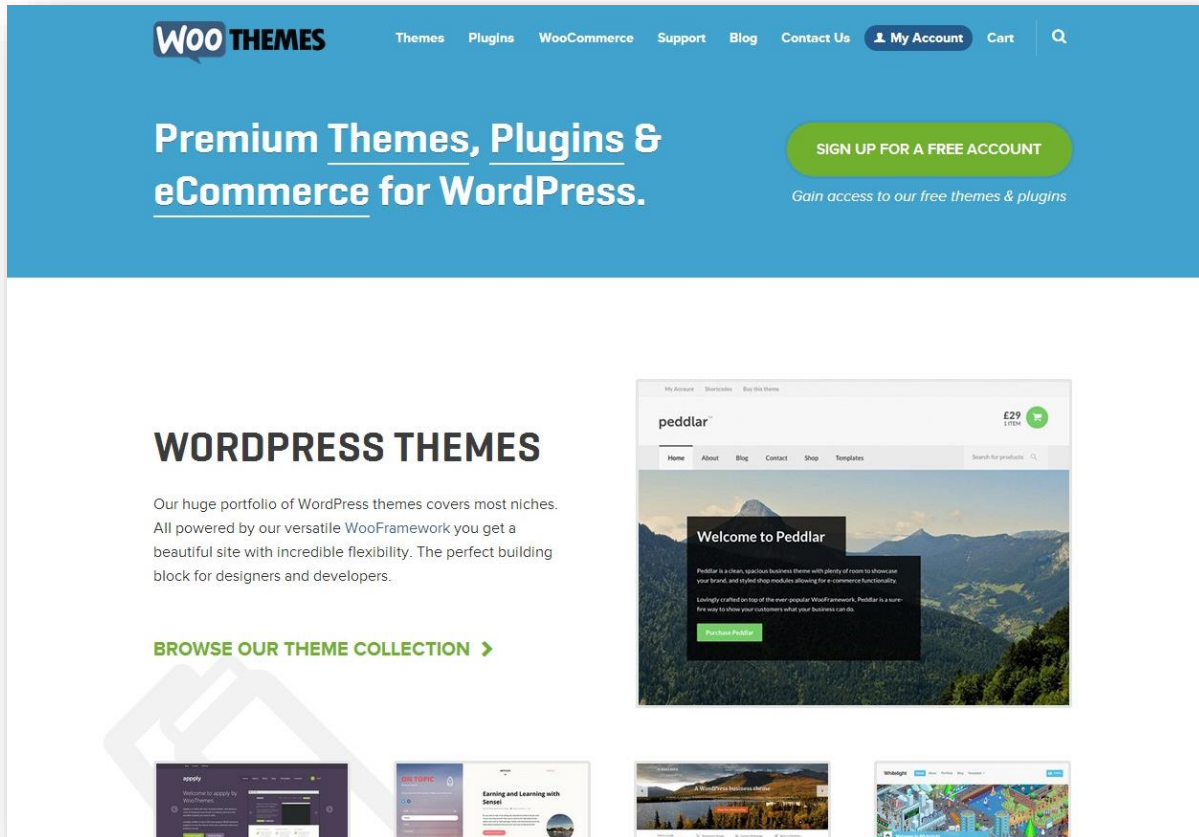 WOO THEMES
Themes Plugins WooCommerce Support Blog Contact Us My Account Cart
Premium Themes, Plugins &
eCommerce for WordPress.
SIGN UP FOR A FREE ACCOUNT
Gain access to our free themes & plugins
WORDPRESS THEMES
Our huge portfolio of WordPress themes covers most niches.
All powered by our versatile WooFramework you get a
beautiful site with incredible flexibility. The perfect building
block for designers and developers.
BROWSE OUR THEME COLLECTION
My Account Shortcodes Buy this theme
peddlar
£29
1 ITEM
Home About Blog Contact Shop Templates
Search for products
Welcome to Peddlar
Peddlar is a clean, spacious business theme with plenty of room to showcase
your brand, and styled shop modules allowing for e-commerce functionality.
Lovingly crafted on top of the ever-popular WooFramework, Peddlar is a sure-
fire way to show your customers what your business can do.
Purchase Peddlar
appply
Welcome to appply by
WooThemes
ON TOPIC
Earning and Learning with
Sensei
A WordPress business theme
Whitelight